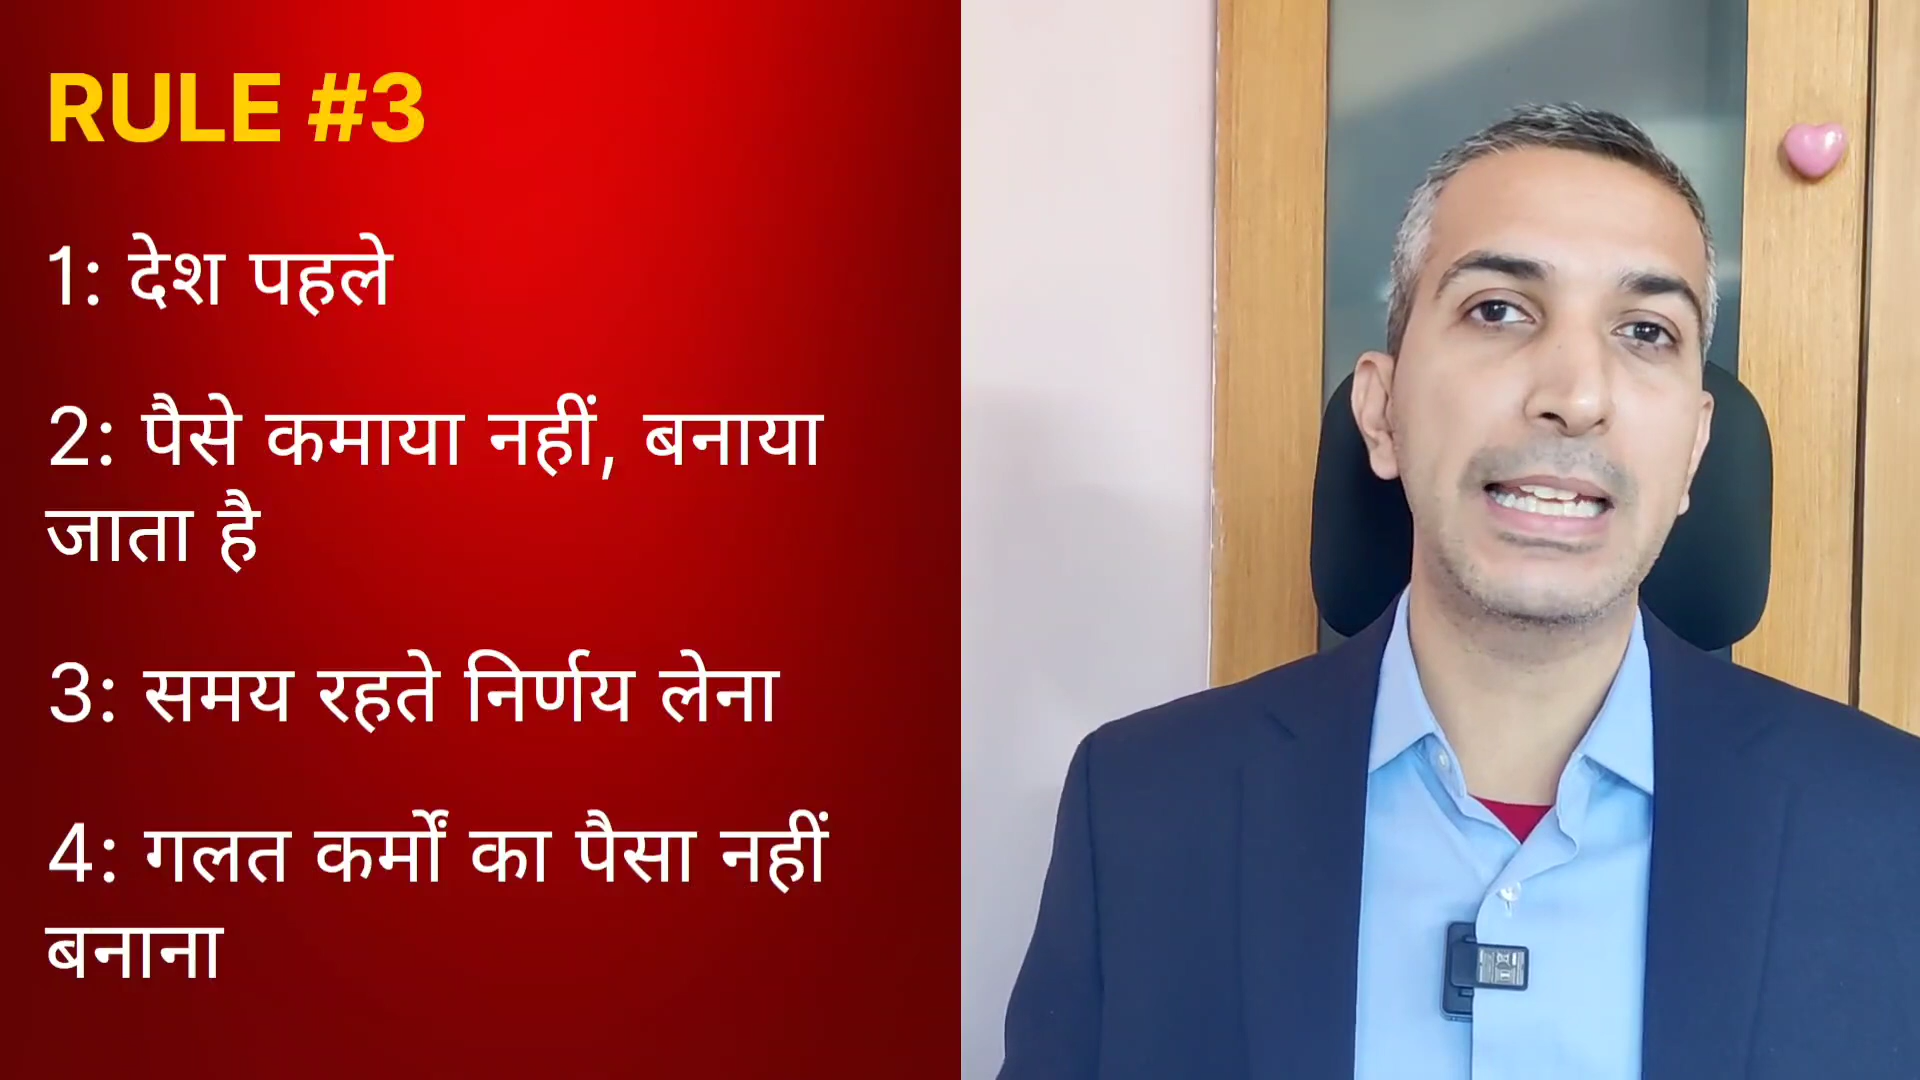 RULE #3
1: देश पहले
2: पैसे कमाया नहीं, बनाया
जाता है
3: समय रहते निर्णय लेना
4: गलत कर्मों का पैसा नहीं
बनाना